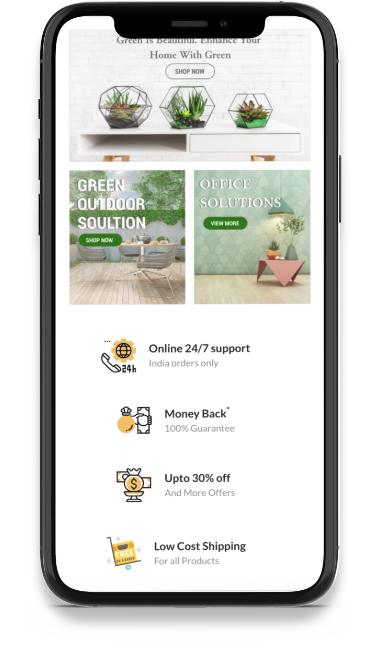 Green Is Beautiful. Enhance Your
Home With Green
SHOP NOW
GREEN
OUTDOOR
SOULTION
SHOP NOW
OFFICE
SOLUTIONS
VIEW MORE
24h
Online 24/7 support
India orders only
Money Back*
100% Guarantee
$
Upto 30% off
And More Offers
FREE
Low Cost Shipping
For all Products